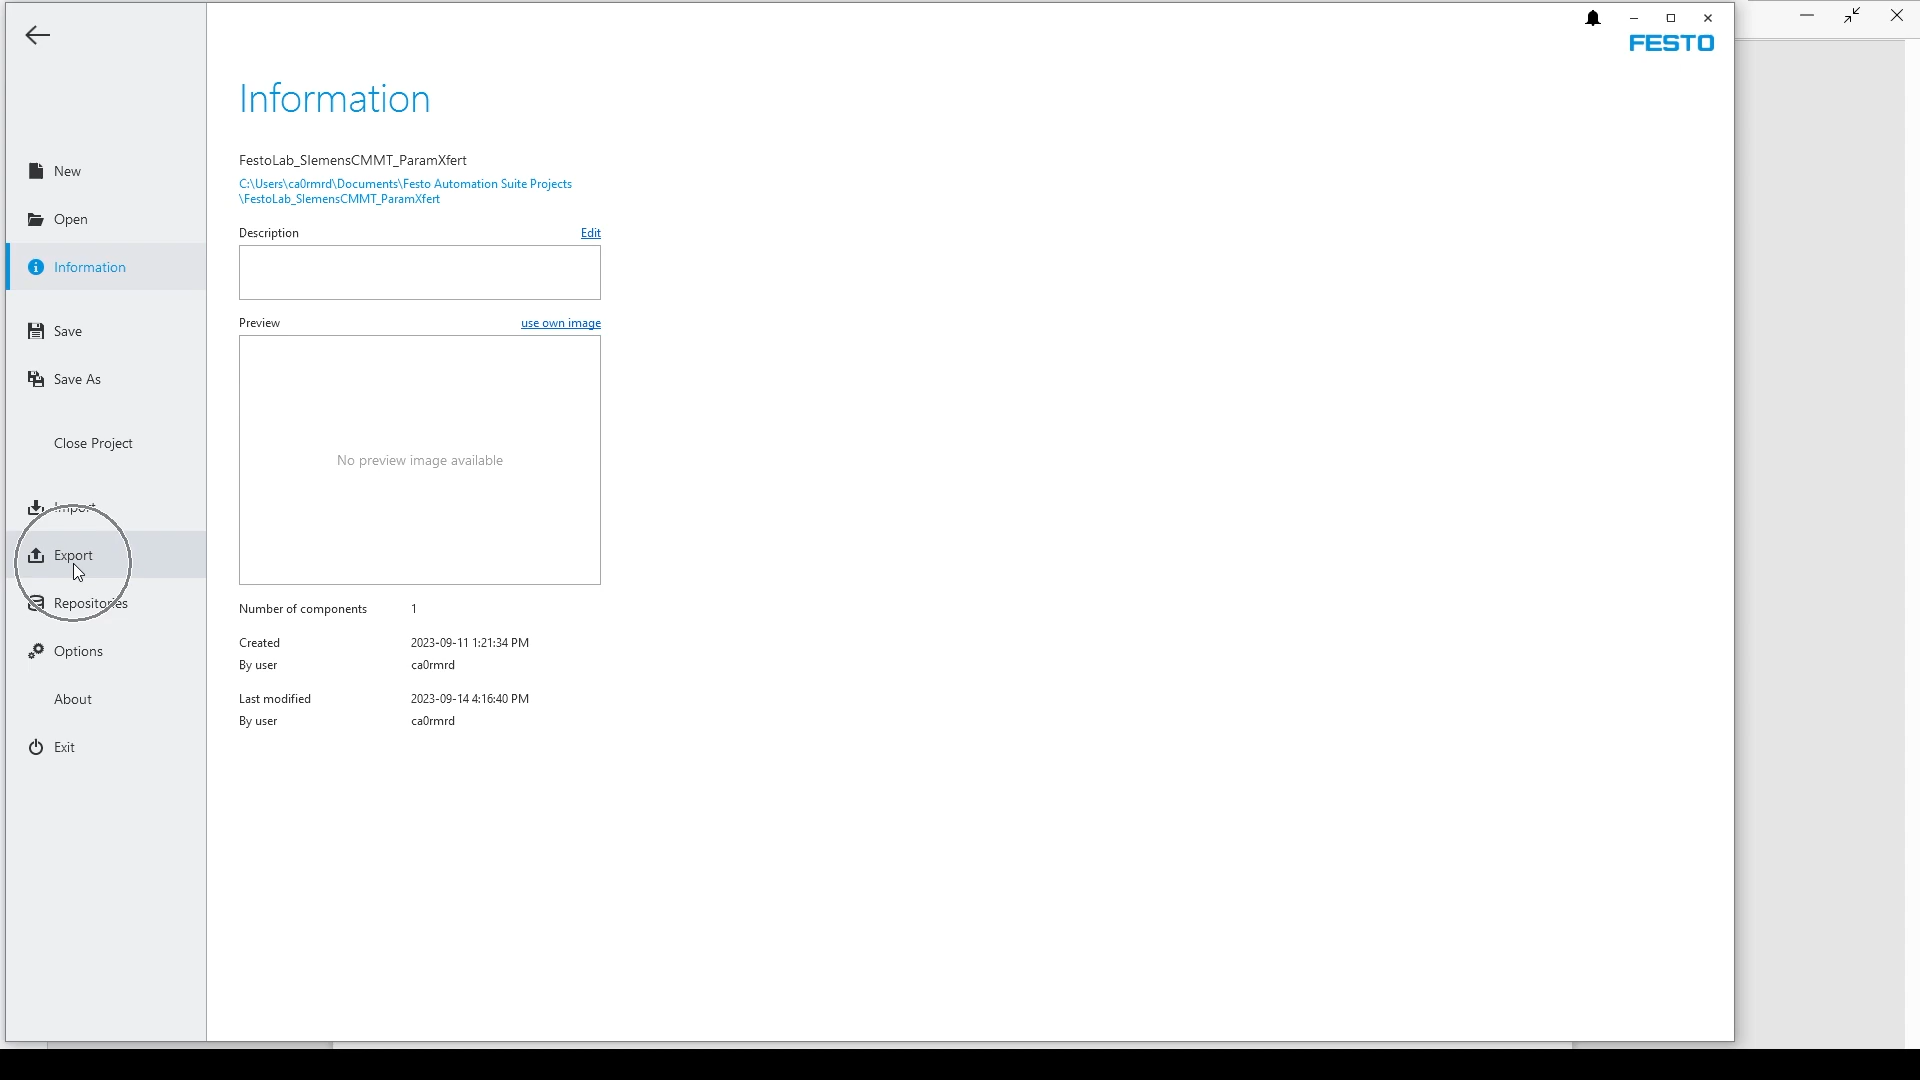 FESTO
Information
New
Open
Information
Save
Save As
Close Project
Import
Export
Repositories
Options
About
Exit
FestoLab_SIemensCMMT_ParamXfert
C:\Users\ca0rmrd\Documents\Festo Automation Suite Projects
\FestoLab_SIemensCMMT_ParamXfert
Description Edit
Preview use own image
No preview image available
Number of components 1
Created 2023-09-11 1:21:34 PM
By user ca0rmrd
Last modified 2023-09-14 4:16:40 PM
By user ca0rmrd